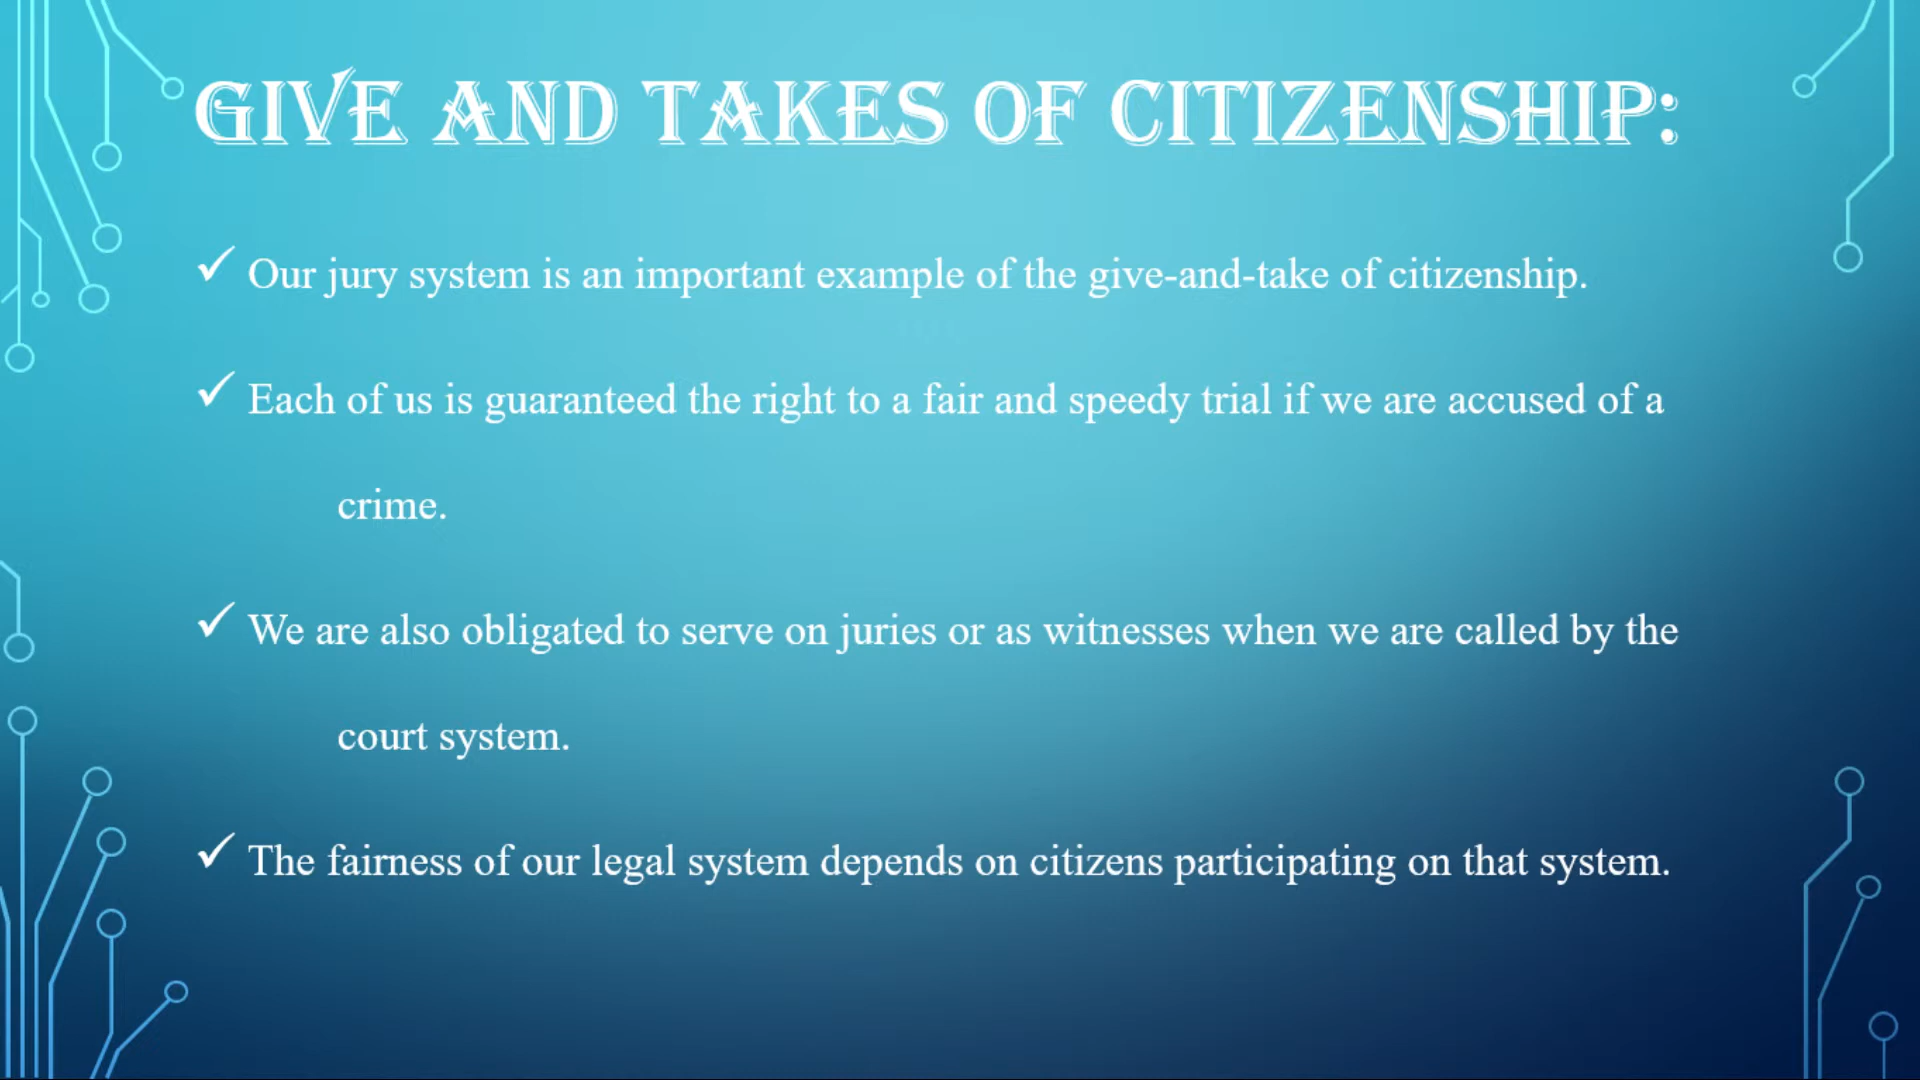 GIVE AND TAKES OF CITIZENSHIP:
✓ Our jury system is an important example of the give-and-take of citizenship.
✓ Each of us is guaranteed the right to a fair and speedy trial if we are accused of a
crime.
✓ We are also obligated to serve on juries or as witnesses when we are called by the
court system.
✓ The fairness of our legal system depends on citizens participating on that system.